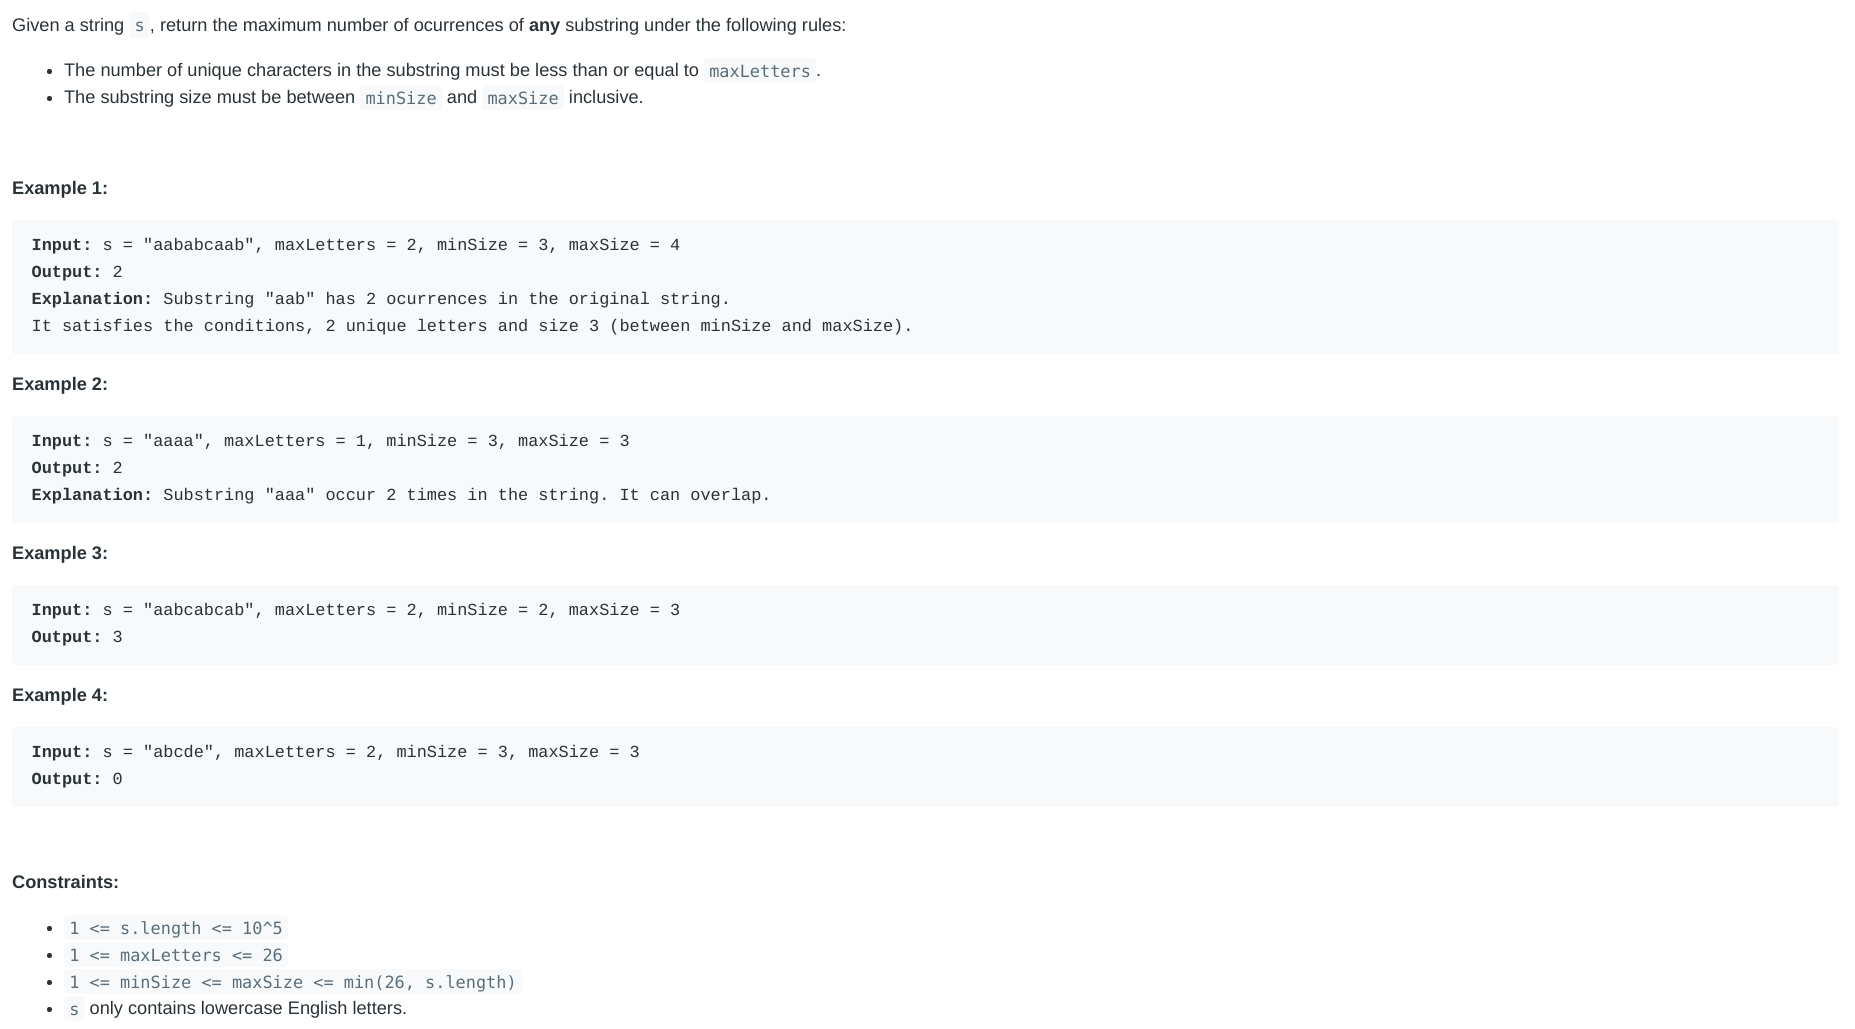 Given a string s, return the maximum number of ocurrences of any substring under the following rules:
• The number of unique characters in the substring must be less than or equal to maxLetters.
• The substring size must be between minSize and maxSize inclusive.
Example 1:
Input: s = "aababcaab", maxLetters = 2, minSize = 3, maxSize = 4
Output: 2
Explanation: Substring "aab" has 2 ocurrences in the original string.
It satisfies the conditions, 2 unique letters and size 3 (between minSize and maxSize).
Example 2:
Input: s = "aaaa", maxLetters = 1, minSize = 3, maxSize = 3
Output: 2
Explanation: Substring "aaa" occur 2 times in the string. It can overlap.
Example 3:
Input: s = "aabcabcab", maxLetters = 2, minSize = 2, maxSize = 3
Output: 3
Example 4:
Input: s = "abcde", maxLetters = 2, minSize = 3, maxSize = 3
Output: 0
Constraints:
• 1 <= s.length <= 10^5
• 1 <= maxLetters <= 26
• 1 <= minSize <= maxSize <= min(26, s.length)
• s only contains lowercase English letters.